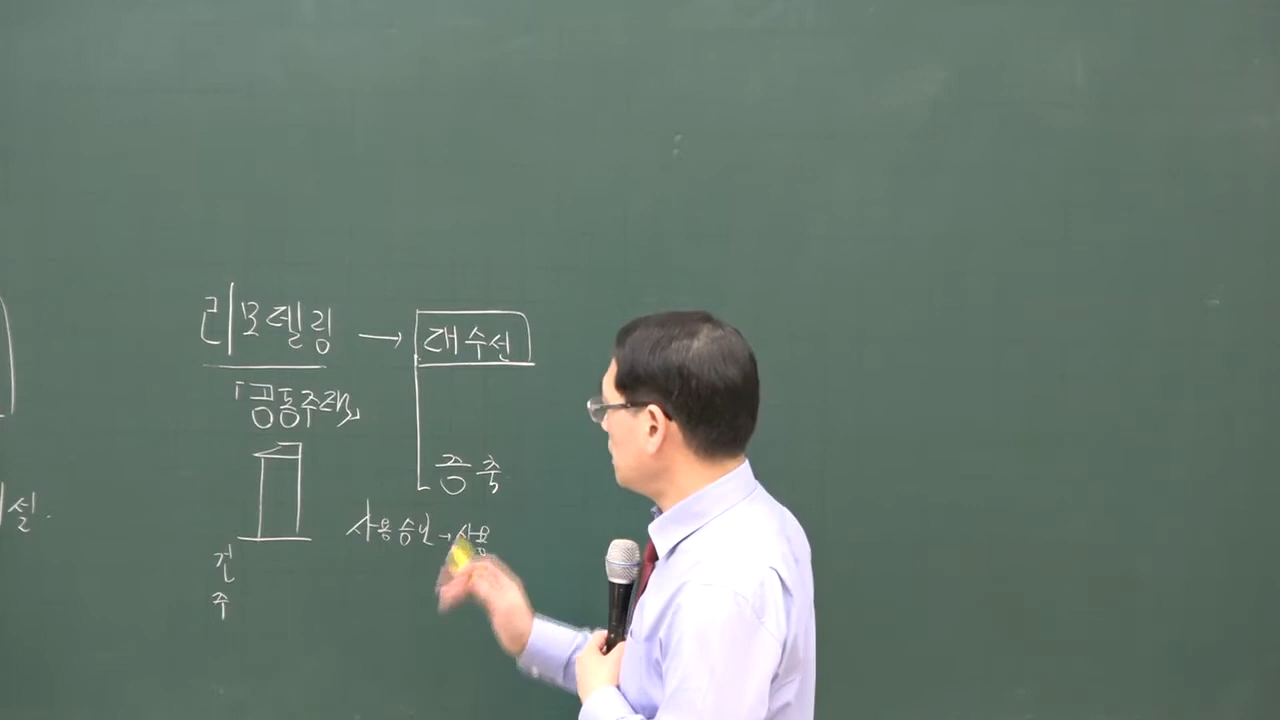 리모델링 → 대수선
「공동주택」
증축
사용승인 → 사용
건
주
설.